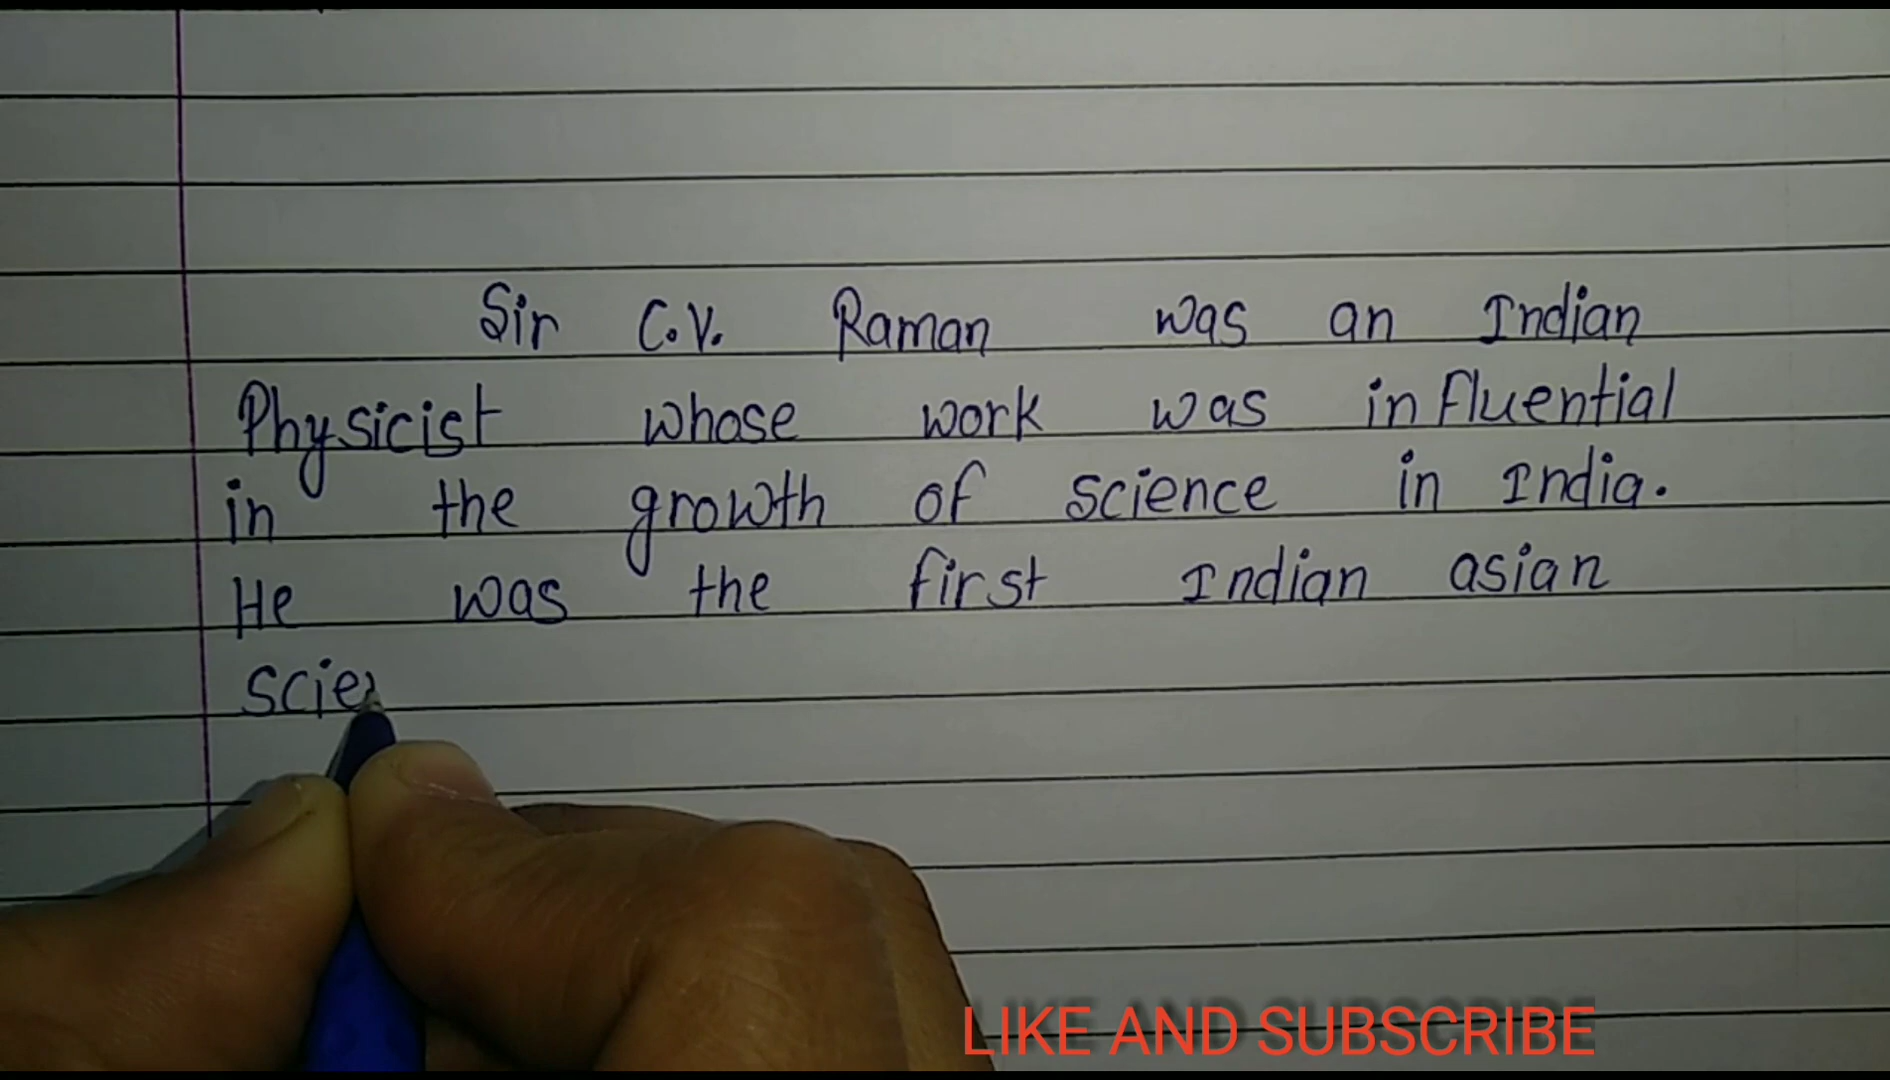 Sir C.V. Raman was an Indian
Physicist whose work was influential
in the growth of science in India.
He was the first Indian asian
scie
LIKE AND SUBSCRIBE